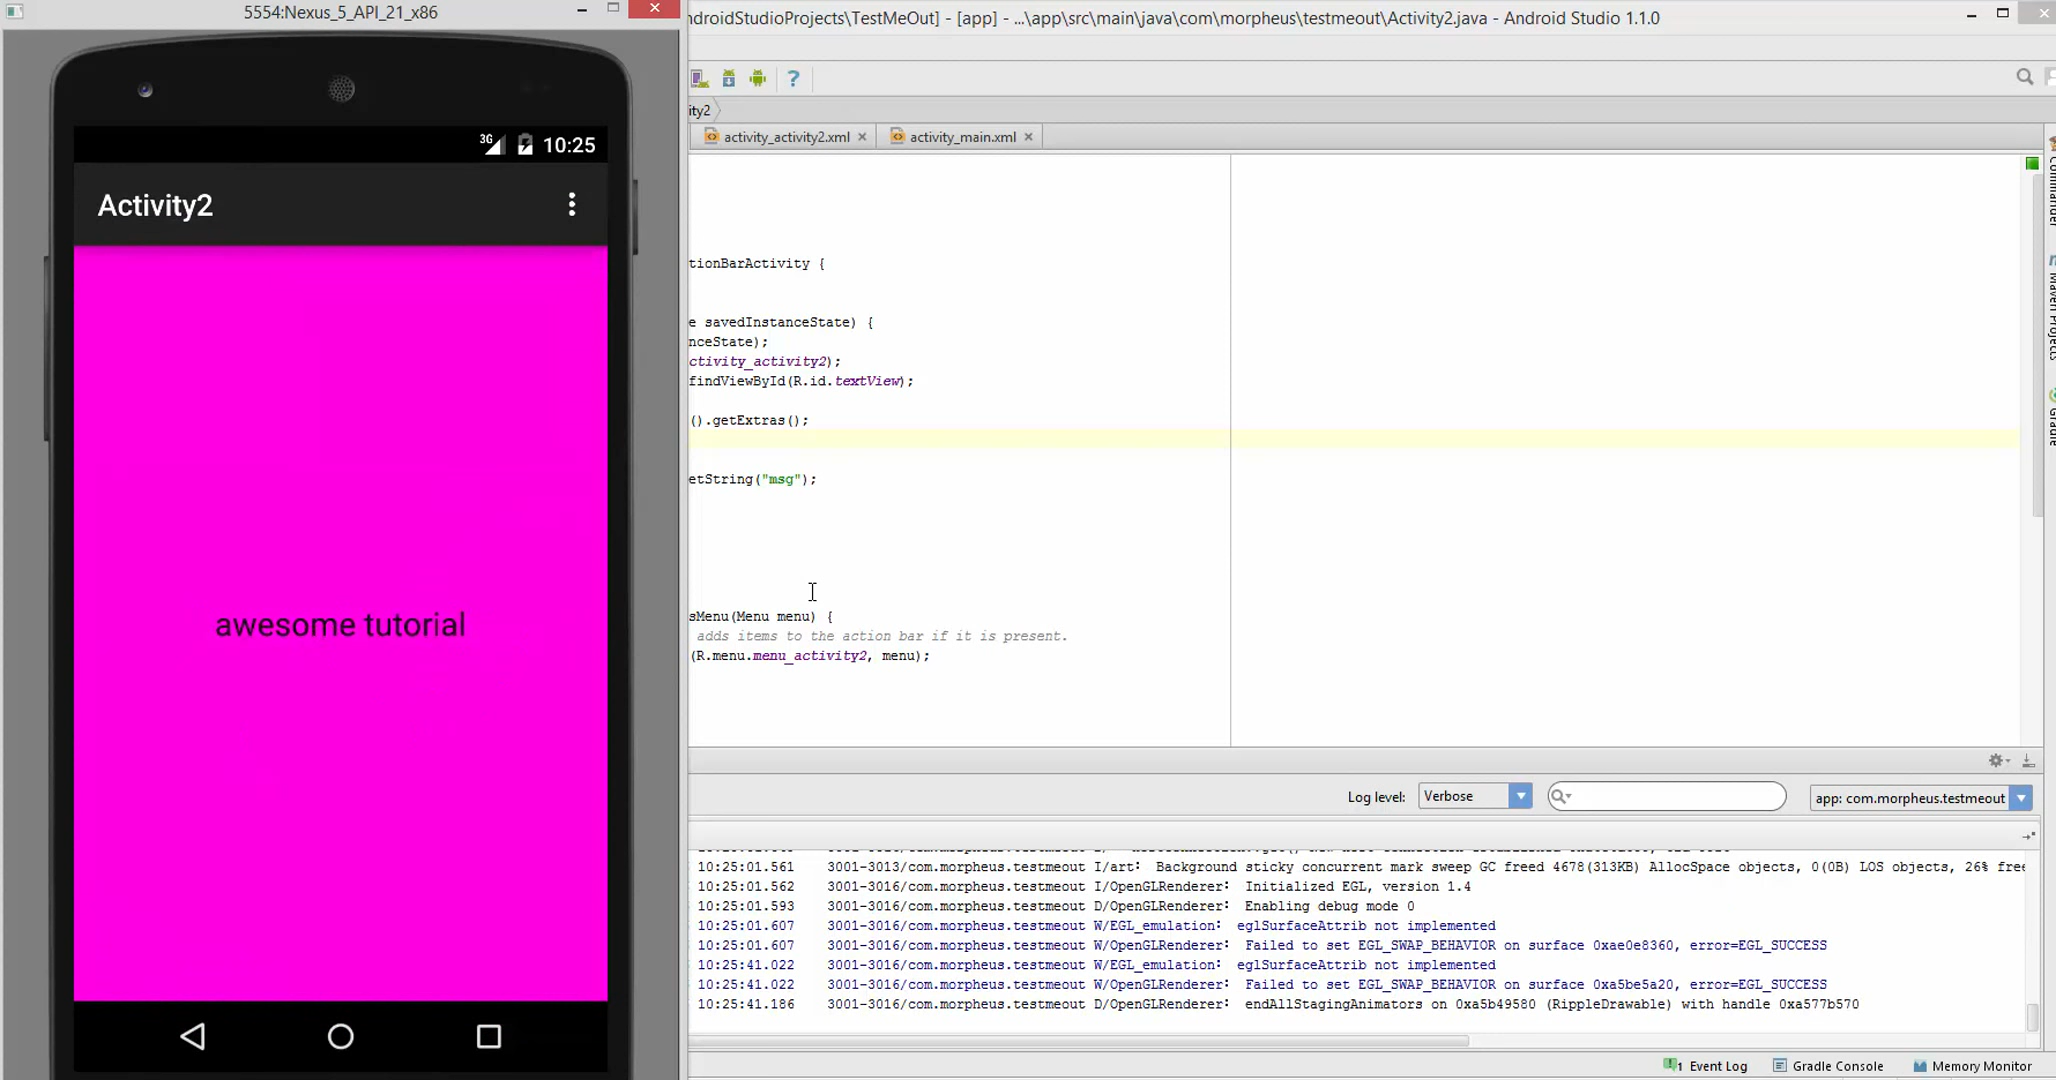 5554:Nexus_5_API_21_x86
ndroidStudioProjects\TestMeOut] - [app] - ...\app\src\main\java\com\morpheus\testmeout\Activity2.java - Android Studio 1.1.0
?
ity2
activity_activity2.xml
activity_main.xml
3G 10:25
Activity2
tionBarActivity {
e savedInstanceState) {
nceState);
ctivity_activity2);
findViewById(R.id.textView);
().getExtras();
etString("msg");
awesome tutorial
sMenu(Menu menu) {
adds items to the action bar if it is present.
(R.menu.menu_activity2, menu);
Commander
Maven Projects
Gradle
Log level: Verbose
app: com.morpheus.testmeout
10:25:01.561 3001-3013/com.morpheus.testmeout I/art: Background sticky concurrent mark sweep GC freed 4678(313KB) AllocSpace objects, 0(0B) LOS objects, 26% free
10:25:01.562 3001-3016/com.morpheus.testmeout I/OpenGLRenderer: Initialized EGL, version 1.4
10:25:01.593 3001-3016/com.morpheus.testmeout D/OpenGLRenderer: Enabling debug mode 0
10:25:01.607 3001-3016/com.morpheus.testmeout W/EGL_emulation: eglSurfaceAttrib not implemented
10:25:01.607 3001-3016/com.morpheus.testmeout W/OpenGLRenderer: Failed to set EGL_SWAP_BEHAVIOR on surface 0xae0e8360, error=EGL_SUCCESS
10:25:41.022 3001-3016/com.morpheus.testmeout W/EGL_emulation: eglSurfaceAttrib not implemented
10:25:41.022 3001-3016/com.morpheus.testmeout W/OpenGLRenderer: Failed to set EGL_SWAP_BEHAVIOR on surface 0xa5be5a20, error=EGL_SUCCESS
10:25:41.186 3001-3016/com.morpheus.testmeout D/OpenGLRenderer: endAllStagingAnimators on 0xa5b49580 (RippleDrawable) with handle 0xa577b570
1 Event Log
Gradle Console
Memory Monitor